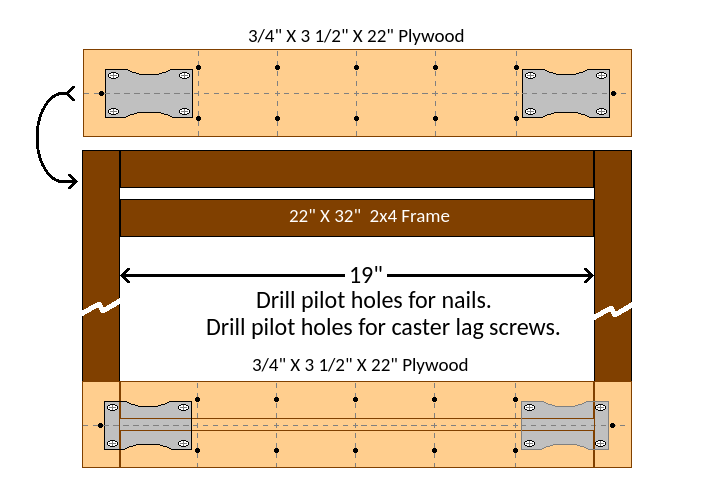 3/4" X 3 1/2" X 22" Plywood
22" X 32"  2x4 Frame
19"
Drill pilot holes for nails.
Drill pilot holes for caster lag screws.
3/4" X 3 1/2" X 22" Plywood